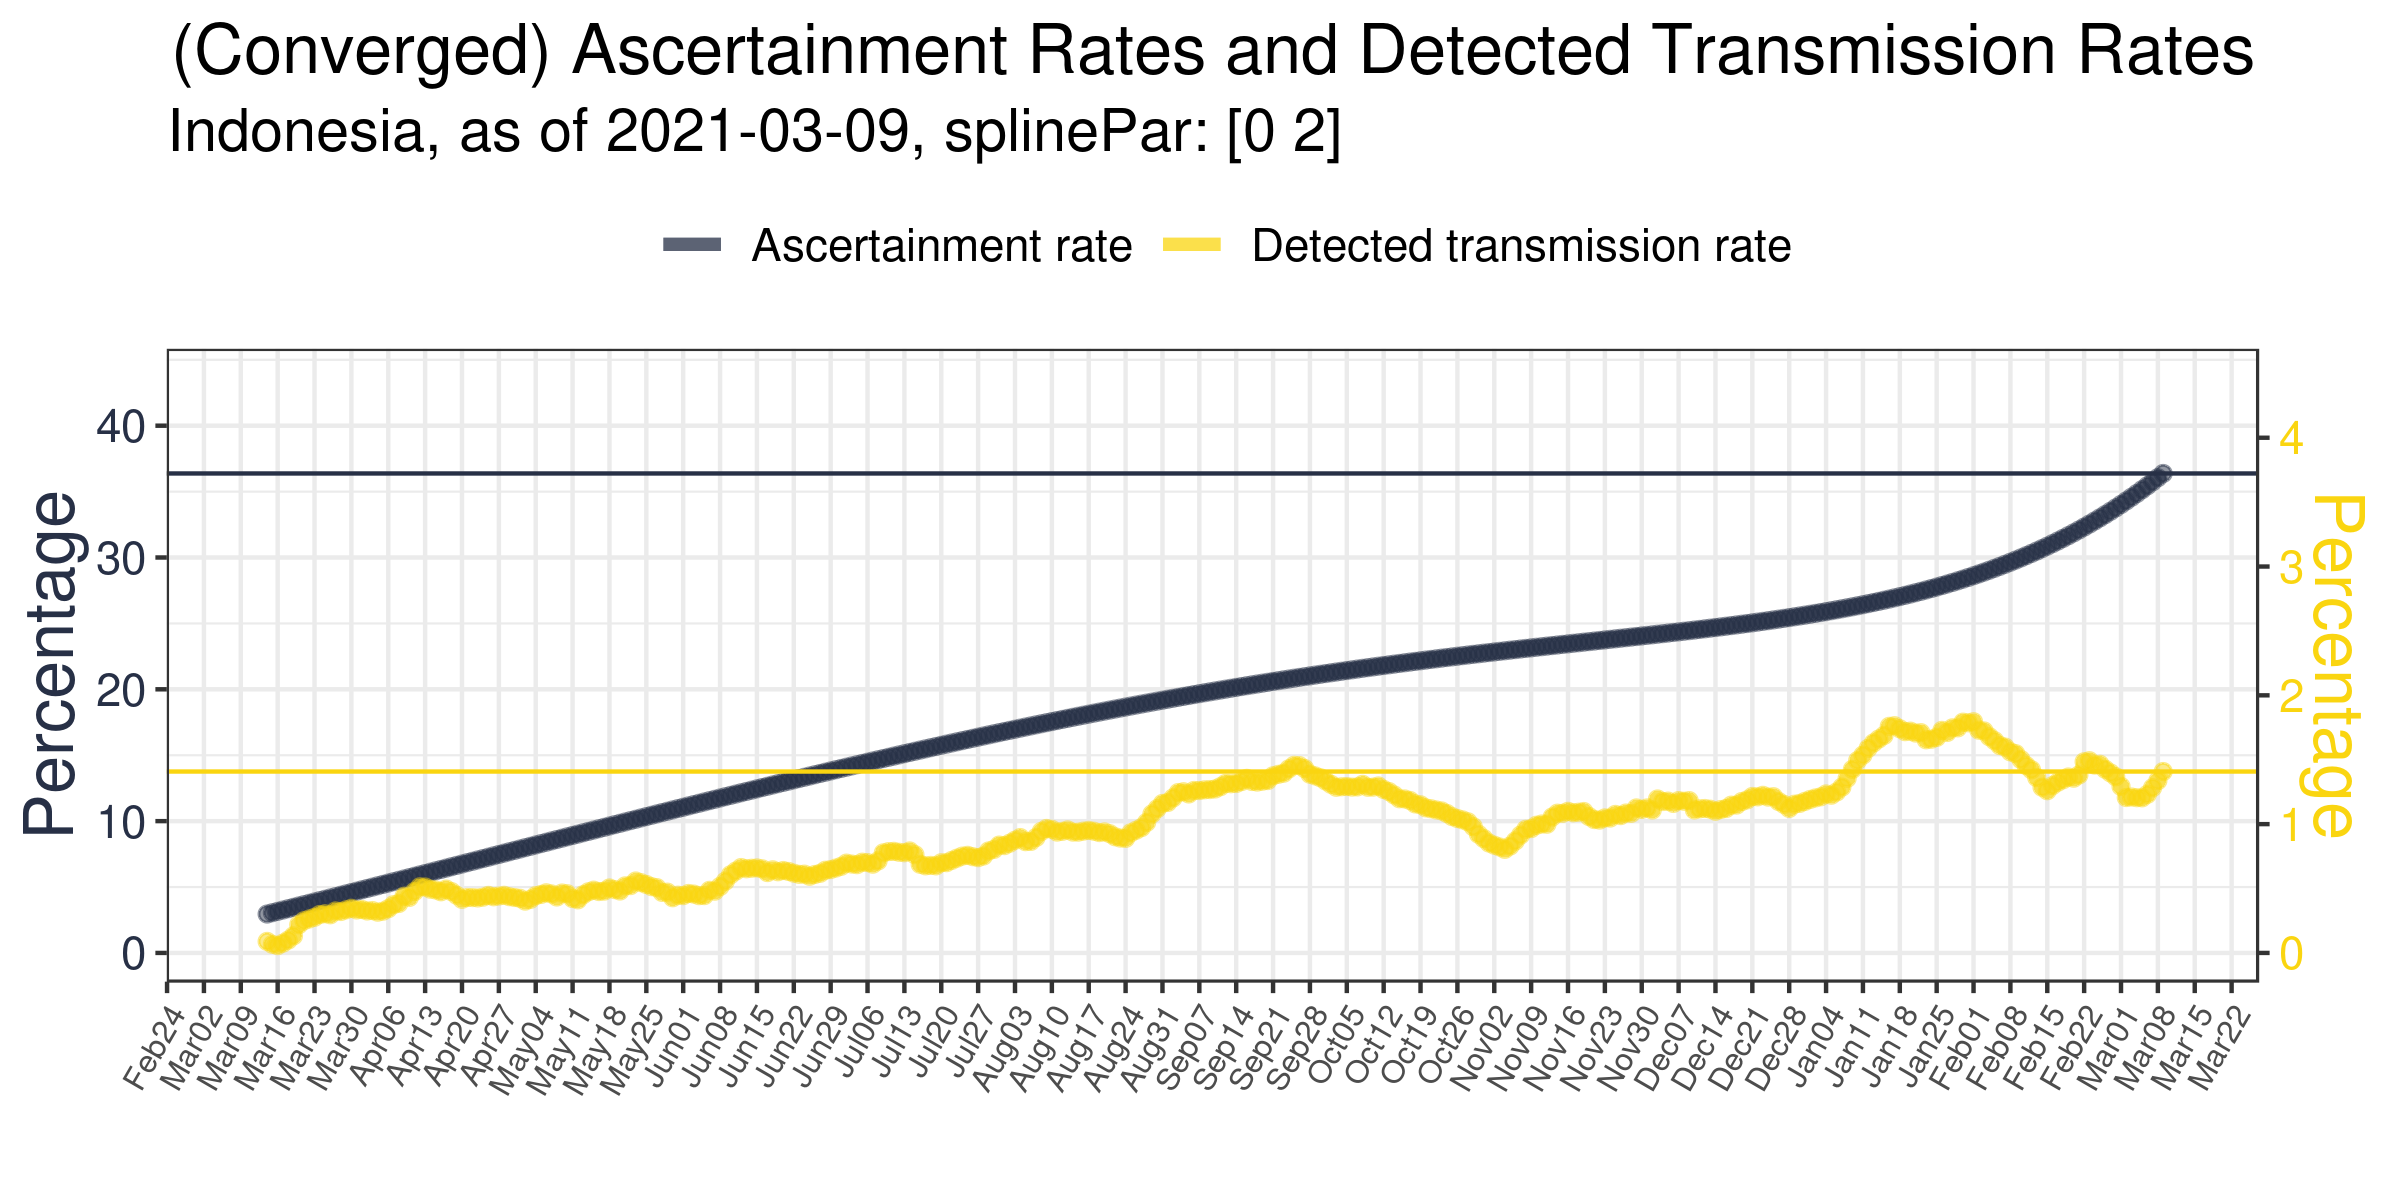 (Converged) Ascertainment Rates and Detected Transmission Rates
Indonesia, as of 2021-03-09, splinePar: [0 2]
Ascertainment rate
Detected transmission rate
Percentage
40
30
20
10
0
4
3
2
1
0
Percentage
Feb24
Mar02
Mar09
Mar16
Mar23
Mar30
Apr06
Apr13
Apr20
Apr27
May04
May11
May18
May25
Jun01
Jun08
Jun15
Jun22
Jun29
Jul06
Jul13
Jul20
Jul27
Aug03
Aug10
Aug17
Aug24
Aug31
Sep07
Sep14
Sep21
Sep28
Oct05
Oct12
Oct19
Oct26
Nov02
Nov09
Nov16
Nov23
Nov30
Dec07
Dec14
Dec21
Dec28
Jan04
Jan11
Jan18
Jan25
Feb01
Feb08
Feb15
Feb22
Mar01
Mar08
Mar15
Mar22